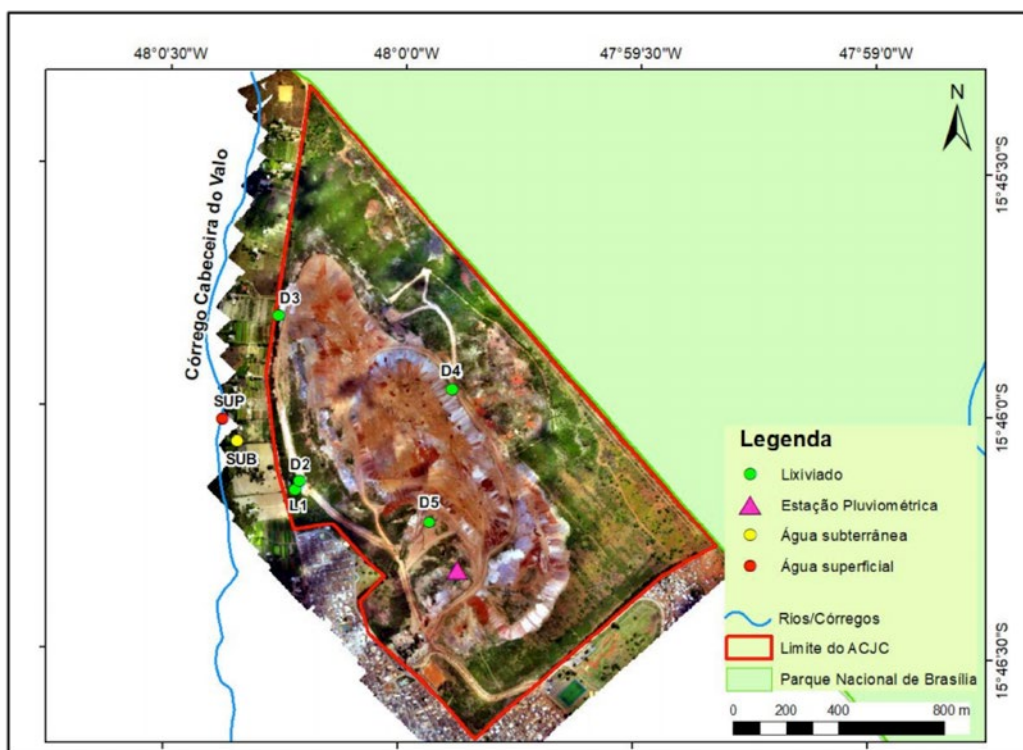 48°0'30"W
48°0'0"W
47°59'30"W
47°59'0"W
N
15°45'30"S
Córrego Cabeceira do Valo
D3
D4
SUP
15°46'0"S
SUB
D2
L1
D5
Legenda
Lixiviado
Estação Pluviométrica
Água subterrânea
Água superficial
Rios/Córregos
Limite do ACJC
Parque Nacional de Brasília
15°46'30"S
0 200 400 800 m